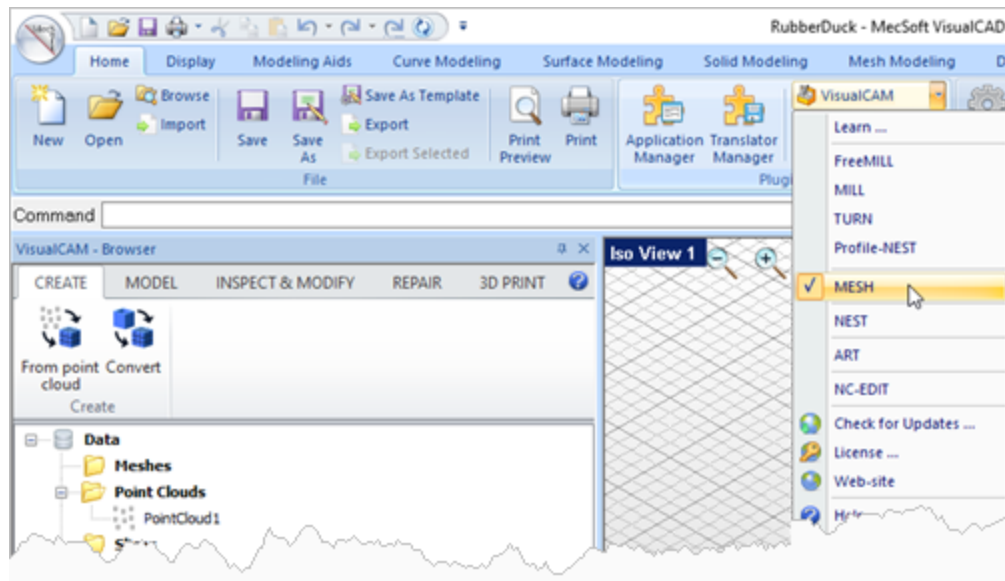 RubberDuck - MecSoft VisualCAD
Home Display Modeling Aids Curve Modeling Surface Modeling Solid Modeling Mesh Modeling D
New
Open
Browse
Import
Save
Save
As
Save As Template
Export
Export Selected
Print
Preview
Print
File
Application
Manager
Translator
Manager
Plugi
VisualCAM
Learn ...
FreeMILL
MILL
TURN
Profile-NEST
MESH
NEST
ART
NC-EDIT
Check for Updates ...
License ...
Web-site
Command
VisualCAM - Browser
CREATE MODEL INSPECT & MODIFY REPAIR 3D PRINT
From point
cloud
Convert
Create
Data
Meshes
Point Clouds
PointCloud1
Iso View 1